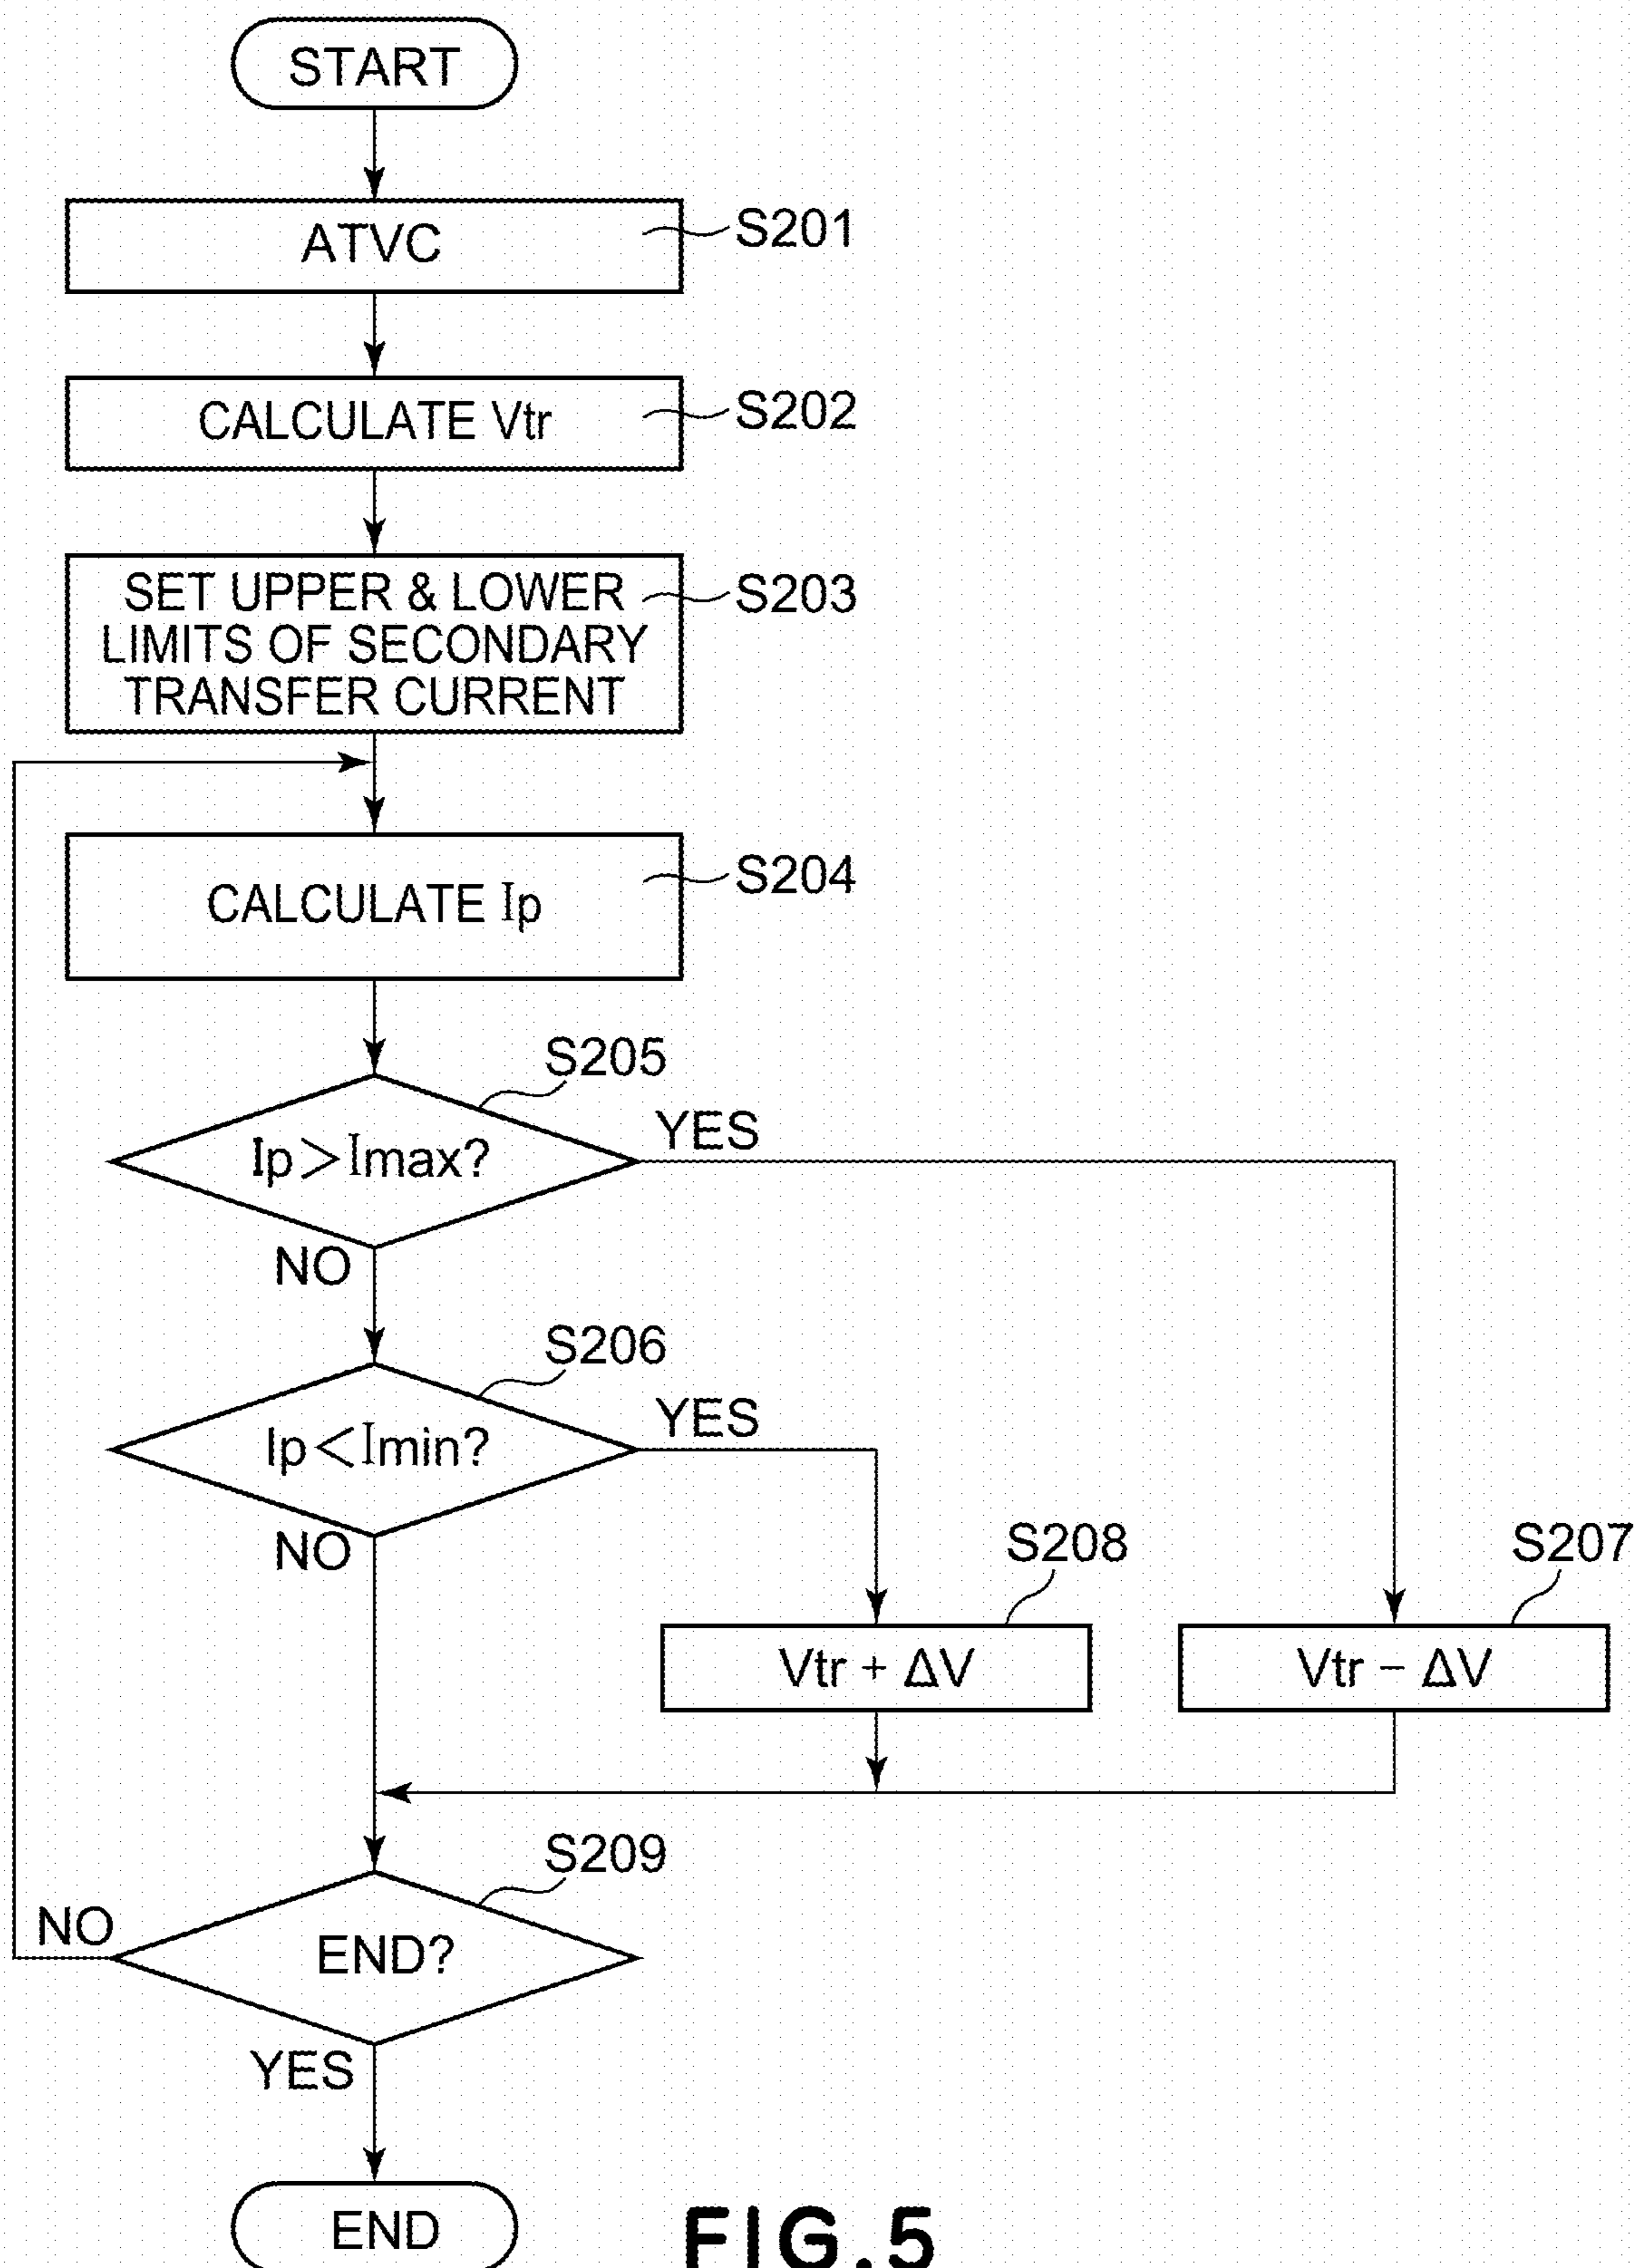 START
ATVC
S201
CALCULATE Vtr
S202
SET UPPER & LOWER
LIMITS OF SECONDARY
TRANSFER CURRENT
S203
CALCULATE Ip
S204
S205
Ip>Imax?
YES
NO
S206
Ip<Imin?
YES
NO
S208
S207
Vtr + ΔV
Vtr − ΔV
S209
NO
END?
YES
END
FIG.5